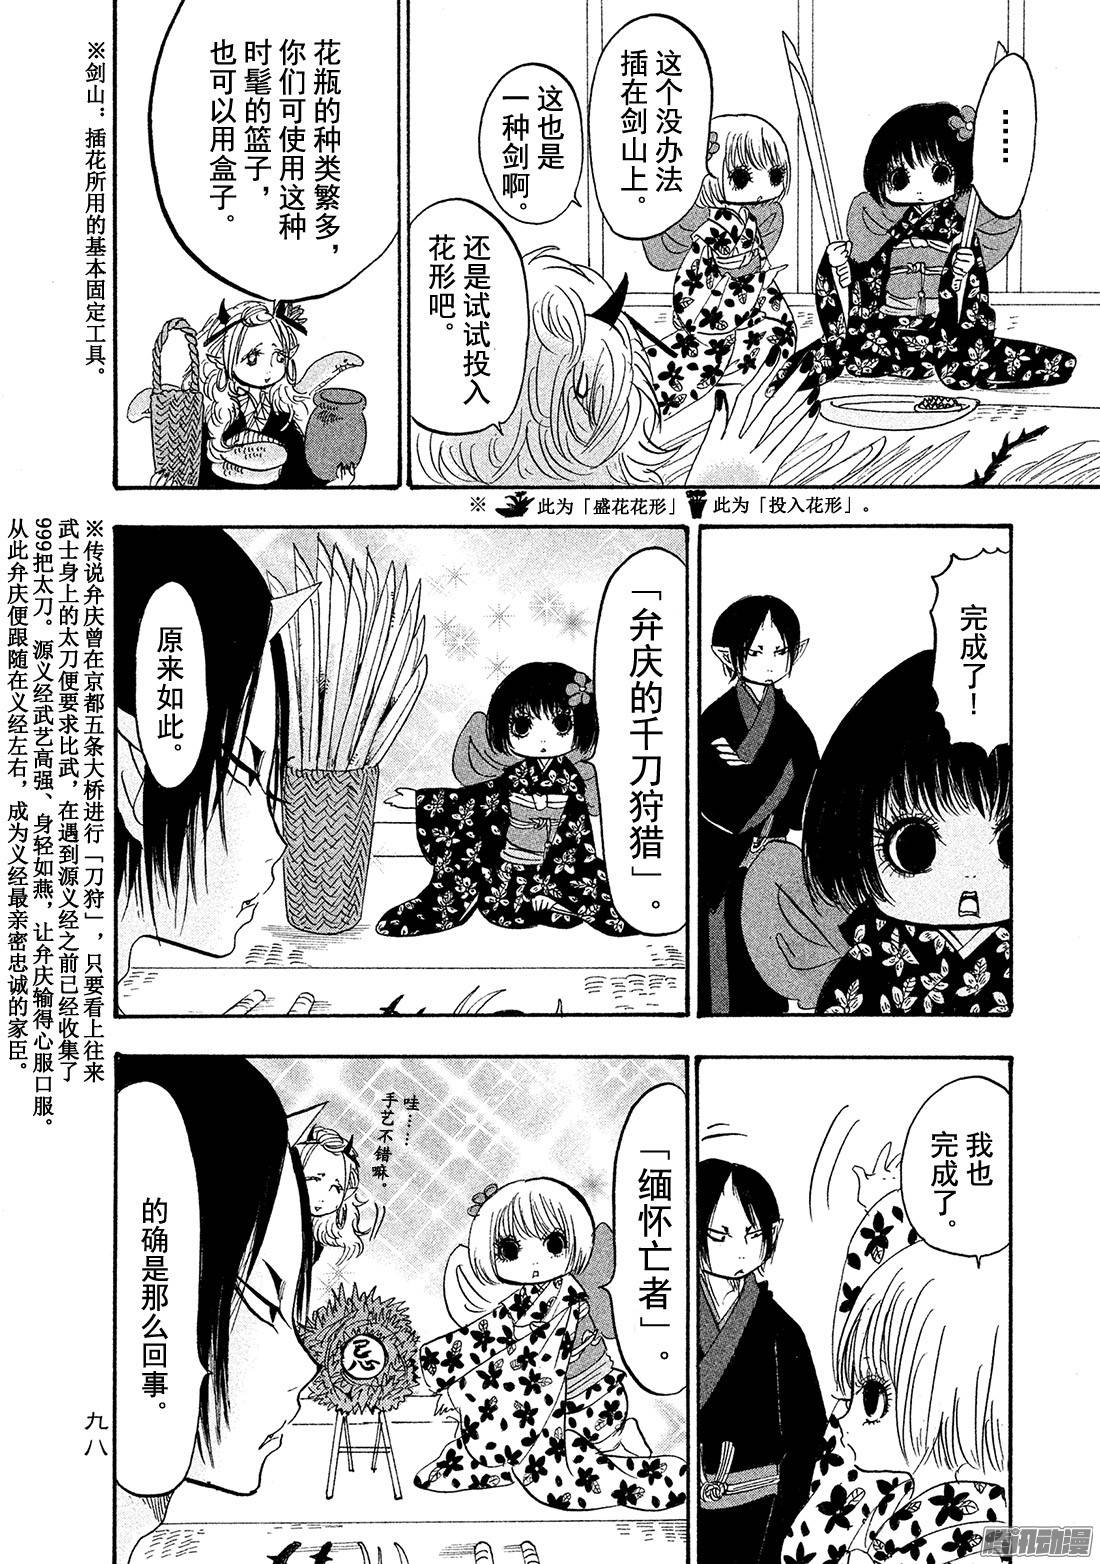 ……
这个没办法
插在剑山上。
这也是
一种剑啊。
还是试试投入
花形吧。
花瓶的种类繁多，
你们可使用这种
时髦的篮子，
也可以用盒子。
※剑山：插花所用的基本固定工具。
※ 此为「盛花花形」 此为「投入花形」。
完成了！
「弁庆的千刀狩猎」。
原来如此。
※传说弁庆曾在京都五条大桥进行「刀狩」，只要看上往来
武士身上的太刀便要求比武，在遇到源义经之前已经收集了
999把太刀。源义经武艺高强、身轻如燕，让弁庆输得心服口服。
从此弁庆便跟随在义经左右，成为义经最亲密忠诚的家臣。
我也
完成了。
「缅怀亡者」。
哇……
手艺不错嘛。
忌
的确是那么回事。
九八
腾讯动漫